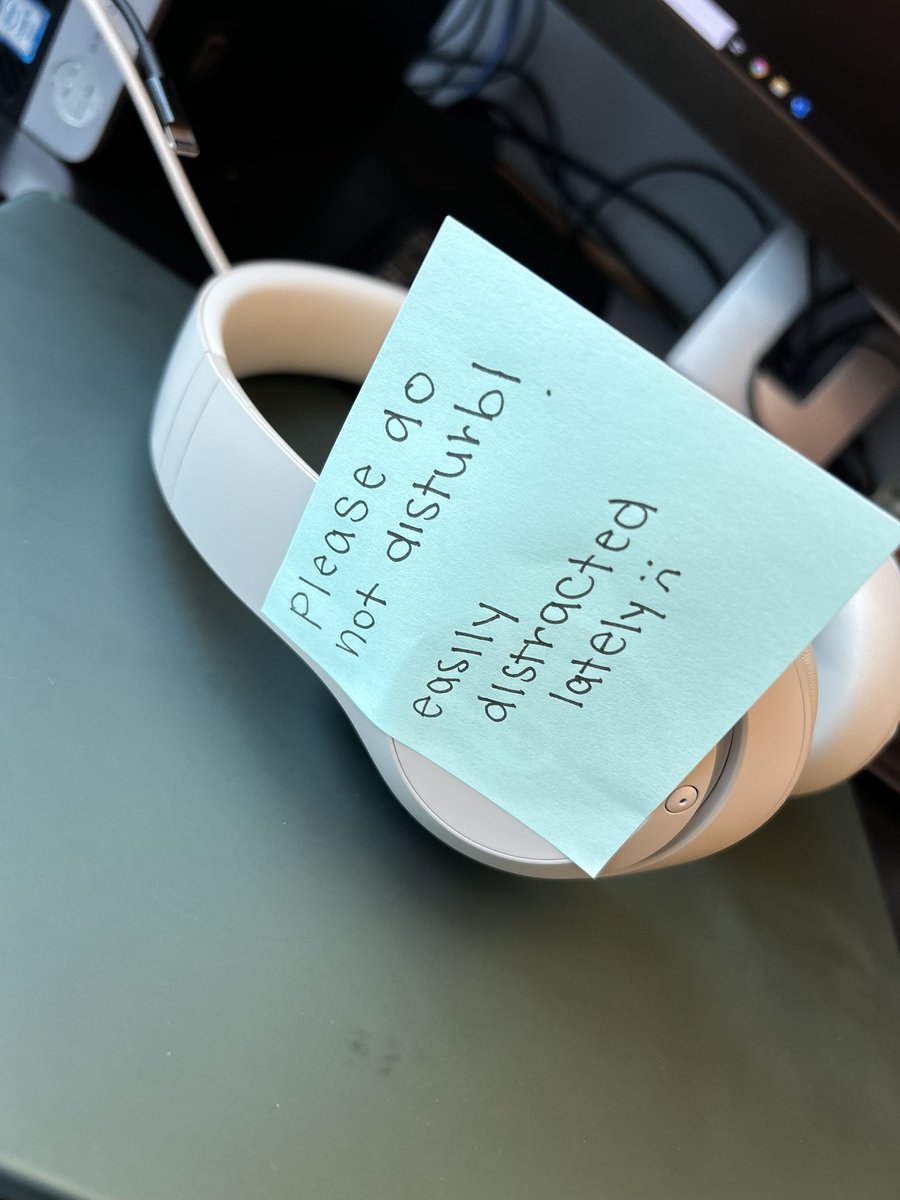 Please do
not disturb!
easily
distracted
lately :(